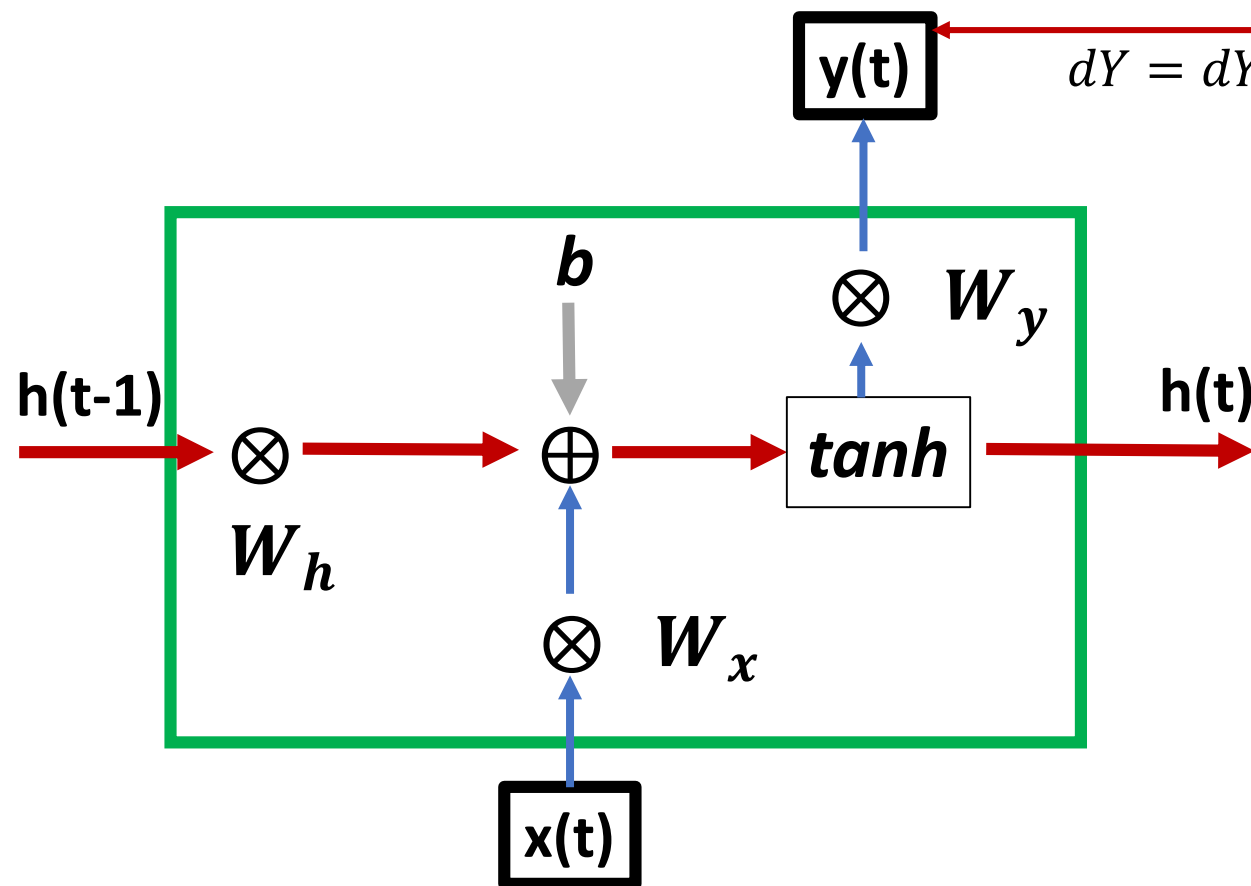 y(t)
dY = dY
b
W_y
h(t-1)
h(t)
tanh
W_h
W_x
x(t)